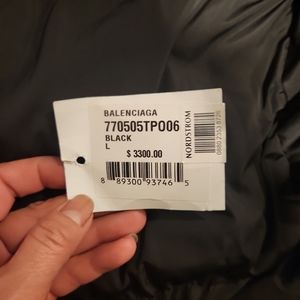 BALENCIAGA
770505TPO06
BLACK
L
$ 3300.00
8 89300 93746 5
NORDSTROM